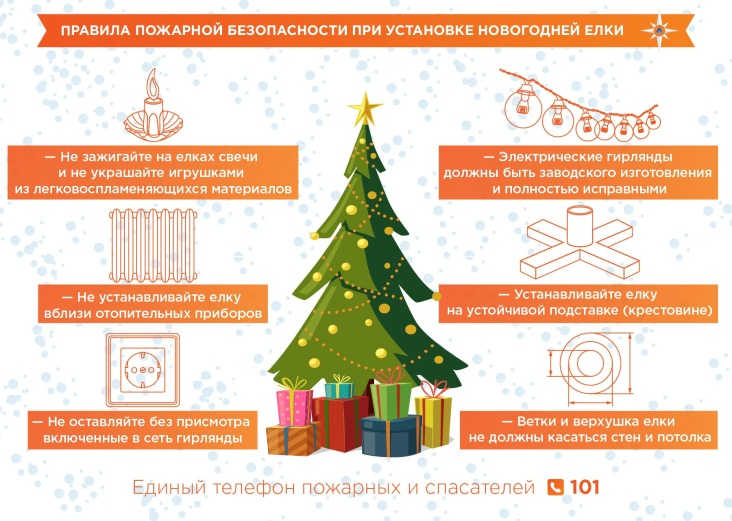 ПРАВИЛА ПОЖАРНОЙ БЕЗОПАСНОСТИ ПРИ УСТАНОВКЕ НОВОГОДНЕЙ ЕЛКИ
— Не зажигайте на елках свечи
и не украшайте игрушками
из легковоспламеняющихся материалов
— Электрические гирлянды
должны быть заводского изготовления
и полностью исправными
— Не устанавливайте елку
вблизи отопительных приборов
— Устанавливайте елку
на устойчивой подставке (крестовине)
— Не оставляйте без присмотра
включенные в сеть гирлянды
— Ветки и верхушка елки
не должны касаться стен и потолка
Единый телефон пожарных и спасателей 101